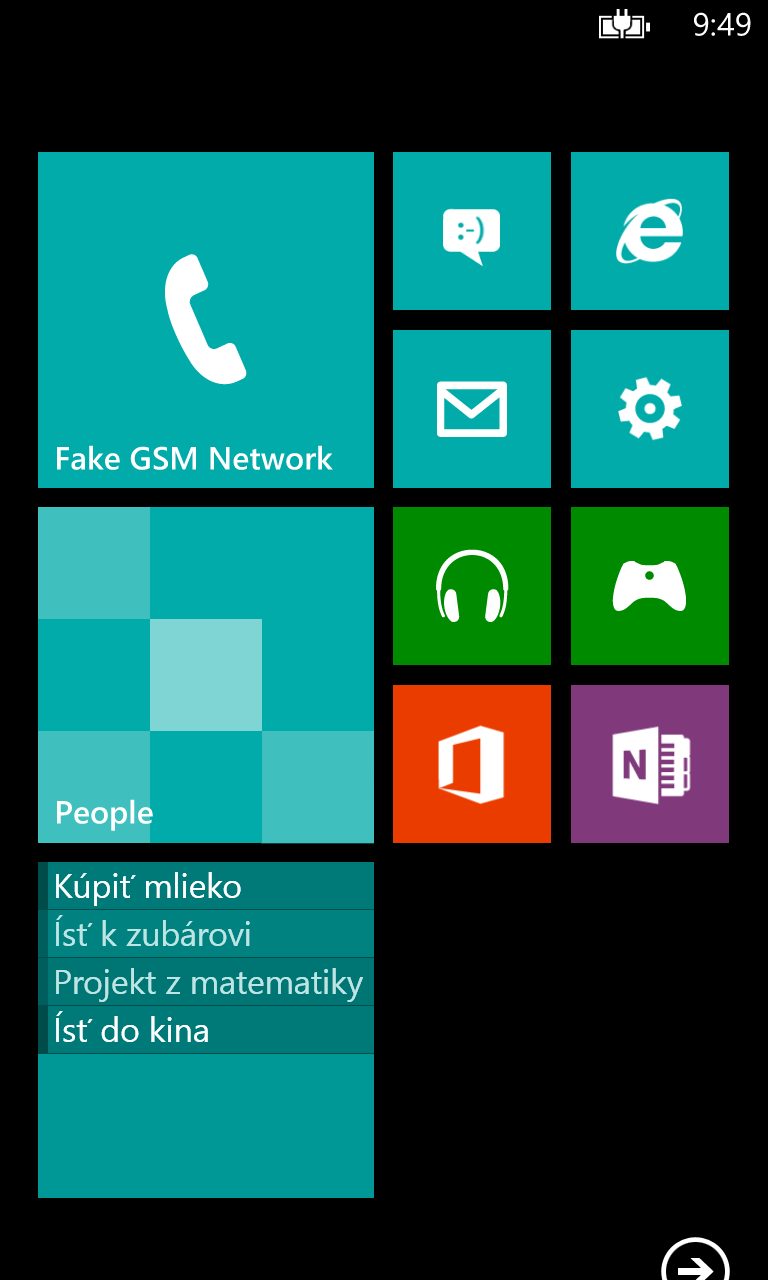 9:49
:-)
Fake GSM Network
People
N
Kúpiť mlieko
Ísť k zubárovi
Projekt z matematiky
Ísť do kina